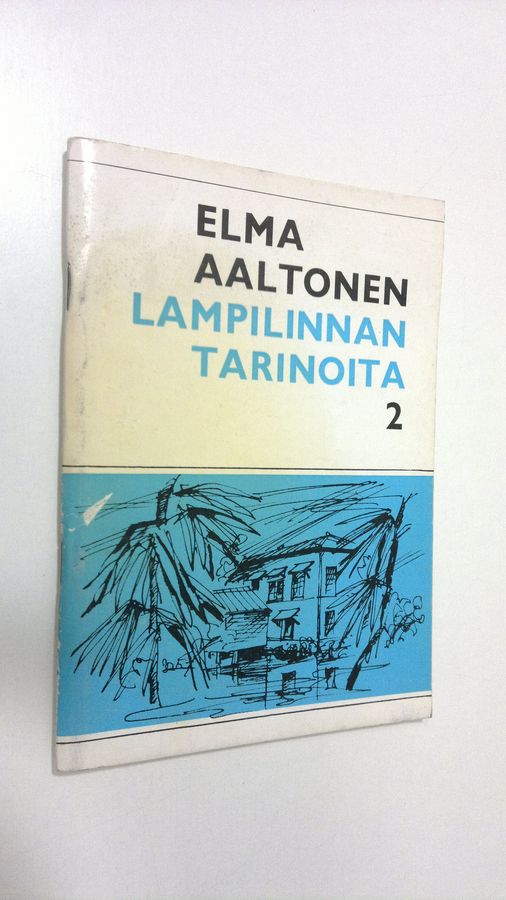 ELMA
AALTONEN
LAMPILINNAN
TARINOITA
2